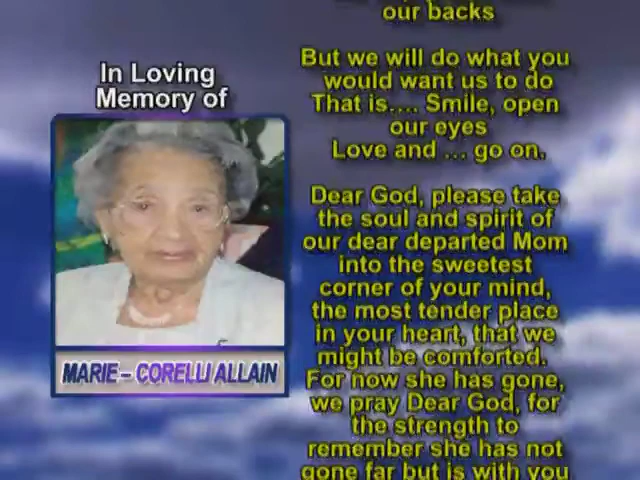 In Loving
Memory of
MARIE – CORELLI ALLAIN
our backs
But we will do what you
would want us to do
That is.... Smile, open
our eyes
Love and ... go on.
Dear God, please take
the soul and spirit of
our dear departed Mom
into the sweetest
corner of your mind,
the most tender place
in your heart, that we
might be comforted.
For now she has gone,
we pray Dear God, for
the strength to
remember she has not
gone far but is with you